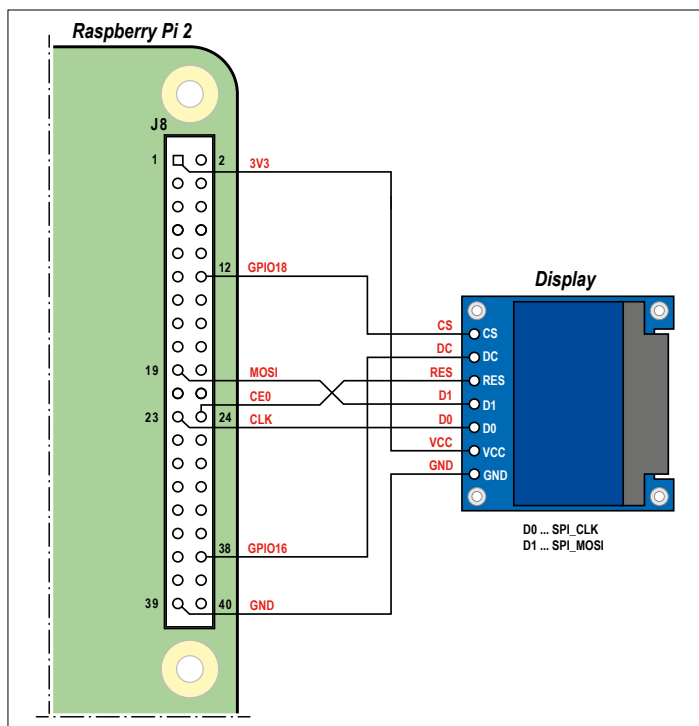 Raspberry Pi 2
J8
1
2
3V3
12
GPIO18
Display
CS
CS
DC
DC
19
MOSI
RES
RES
CE0
D1
D1
23
24
CLK
D0
D0
VCC
VCC
GND
GND
D0 ... SPI_CLK
D1 ... SPI_MOSI
38
GPIO16
39
40
GND